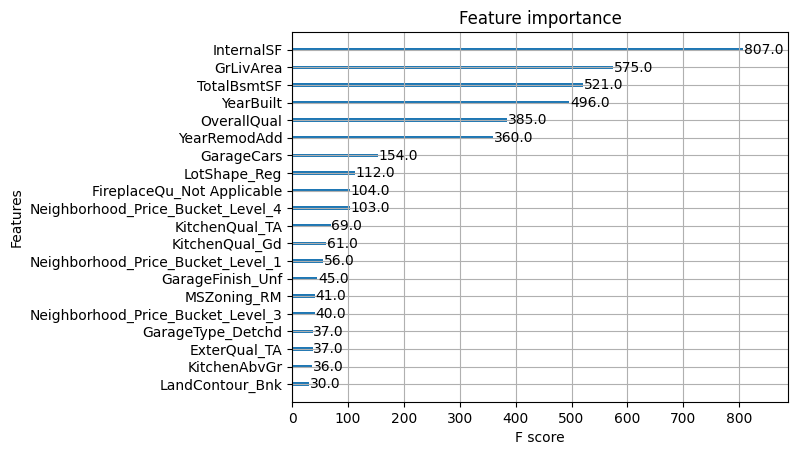 Feature importance
InternalSF 807.0
GrLivArea 575.0
TotalBsmtSF 521.0
YearBuilt 496.0
OverallQual 385.0
YearRemodAdd 360.0
GarageCars 154.0
LotShape_Reg 112.0
FireplaceQu_Not Applicable 104.0
Neighborhood_Price_Bucket_Level_4 103.0
KitchenQual_TA 69.0
KitchenQual_Gd 61.0
Neighborhood_Price_Bucket_Level_1 56.0
GarageFinish_Unf 45.0
MSZoning_RM 41.0
Neighborhood_Price_Bucket_Level_3 40.0
GarageType_Detchd 37.0
ExterQual_TA 37.0
KitchenAbvGr 36.0
LandContour_Bnk 30.0
Features
0 100 200 300 400 500 600 700 800
F score